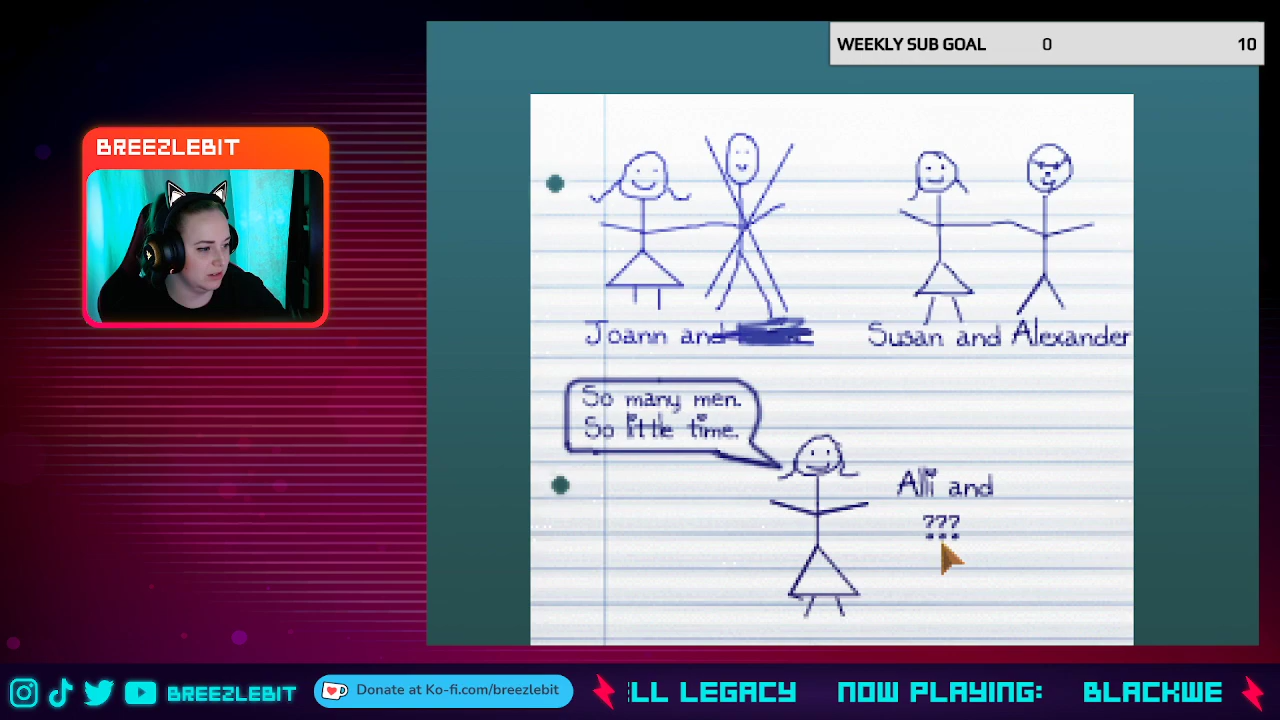 WEEKLY SUB GOAL 0 10
BREEZLEBIT
Joann and
Susan and Alexander
So many men.
So little time.
Alli and
???
BREEZLEBIT
Donate at Ko-fi.com/breezlebit
LL LEGACY NOW PLAYING: BLACKWE